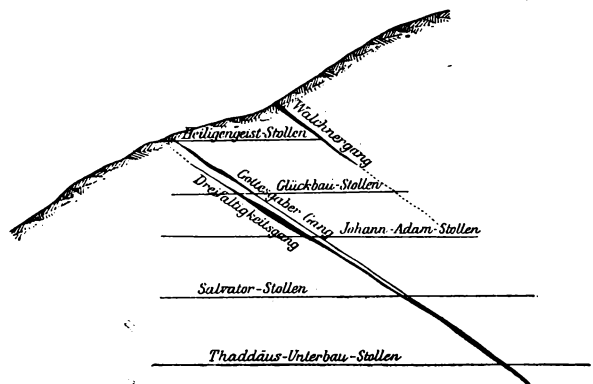 Walchnergang
Heiligengeist-Stollen
Glückbau-Stollen
Gottesgaber Gang
Dreifaltigkeitsgang
Johann-Adam-Stollen
Salvator-Stollen
Thaddäus-Unterbau-Stollen